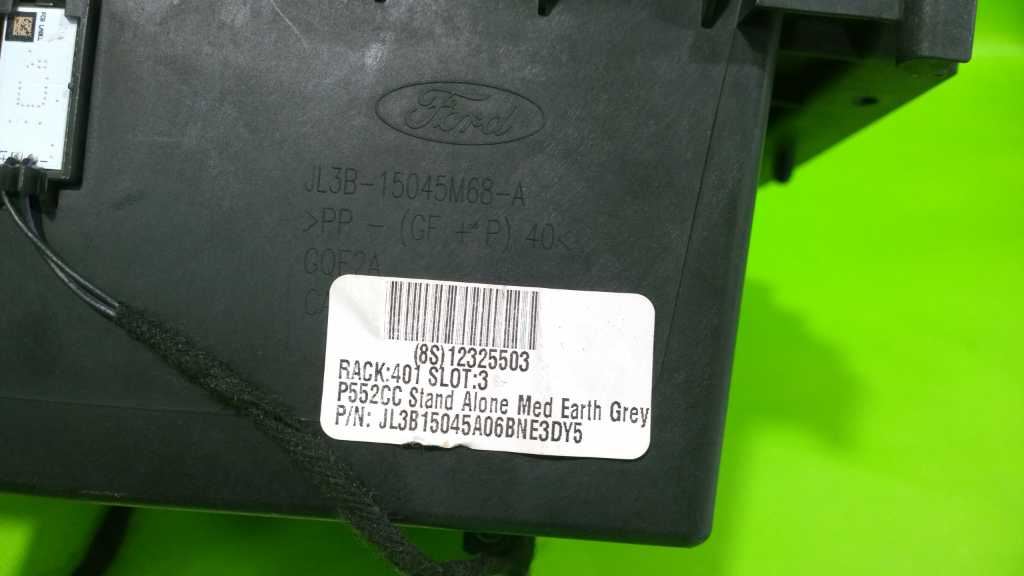 Ford
JL3B-15045M68-A
>PP - (GF + P) 40<
(8S)12325503
RACK:401 SLOT:3
P552CC Stand Alone Med Earth Grey
P/N: JL3B15045A06BNE3DY5